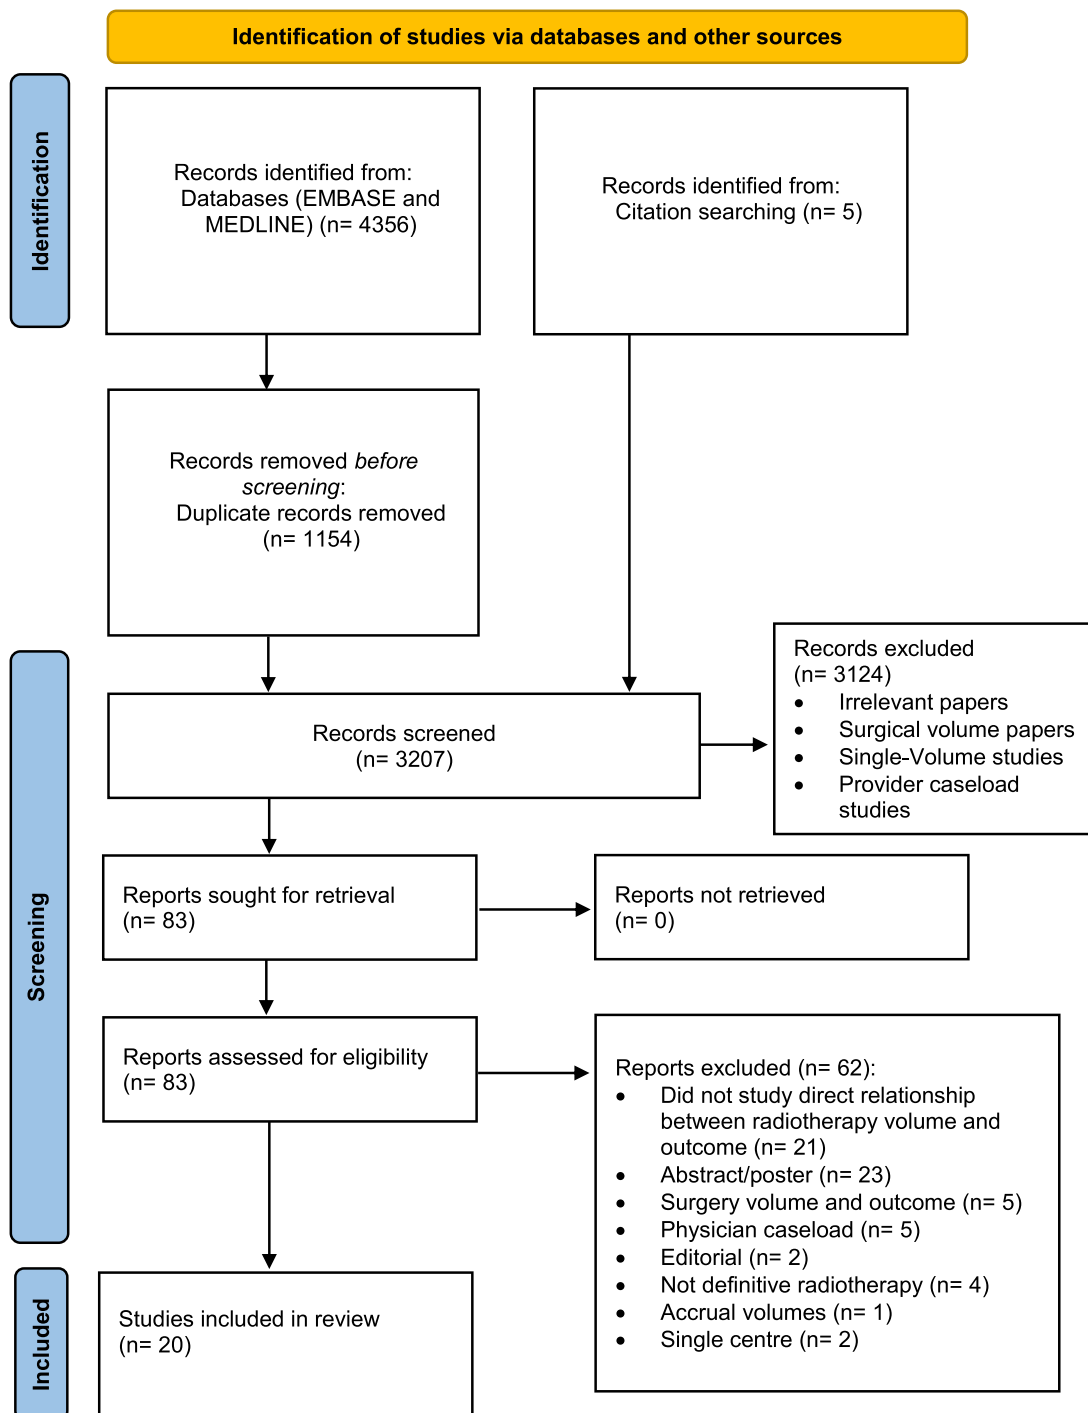 Identification of studies via databases and other sources
Identification
Records identified from:
Databases (EMBASE and
MEDLINE) (n= 4356)
Records identified from:
Citation searching (n= 5)
Records removed before
screening:
Duplicate records removed
(n= 1154)
Screening
Records screened
(n= 3207)
Records excluded
(n= 3124)
• Irrelevant papers
• Surgical volume papers
• Single-Volume studies
• Provider caseload
studies
Reports sought for retrieval
(n= 83)
Reports not retrieved
(n= 0)
Reports assessed for eligibility
(n= 83)
Reports excluded (n= 62):
• Did not study direct relationship
between radiotherapy volume and
outcome (n= 21)
• Abstract/poster (n= 23)
• Surgery volume and outcome (n= 5)
• Physician caseload (n= 5)
• Editorial (n= 2)
• Not definitive radiotherapy (n= 4)
• Accrual volumes (n= 1)
• Single centre (n= 2)
Included
Studies included in review
(n= 20)